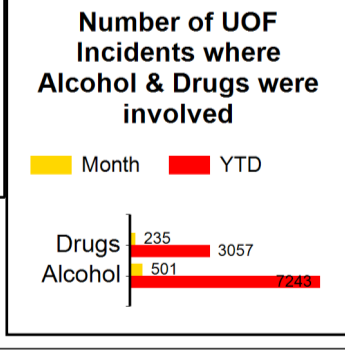 Number of UOF
Incidents where
Alcohol & Drugs were
involved
Month YTD
Drugs 235
3057
Alcohol 501
7243